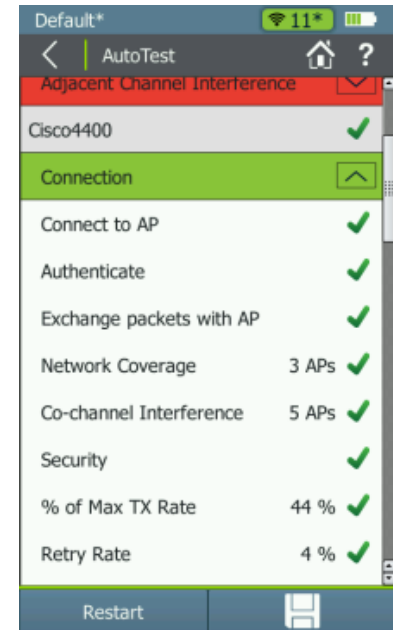 Default* 11*
AutoTest ?
Adjacent Channel Interference
Cisco4400
Connection
Connect to AP
Authenticate
Exchange packets with AP
Network Coverage 3 APs
Co-channel Interference 5 APs
Security
% of Max TX Rate 44 %
Retry Rate 4 %
Restart